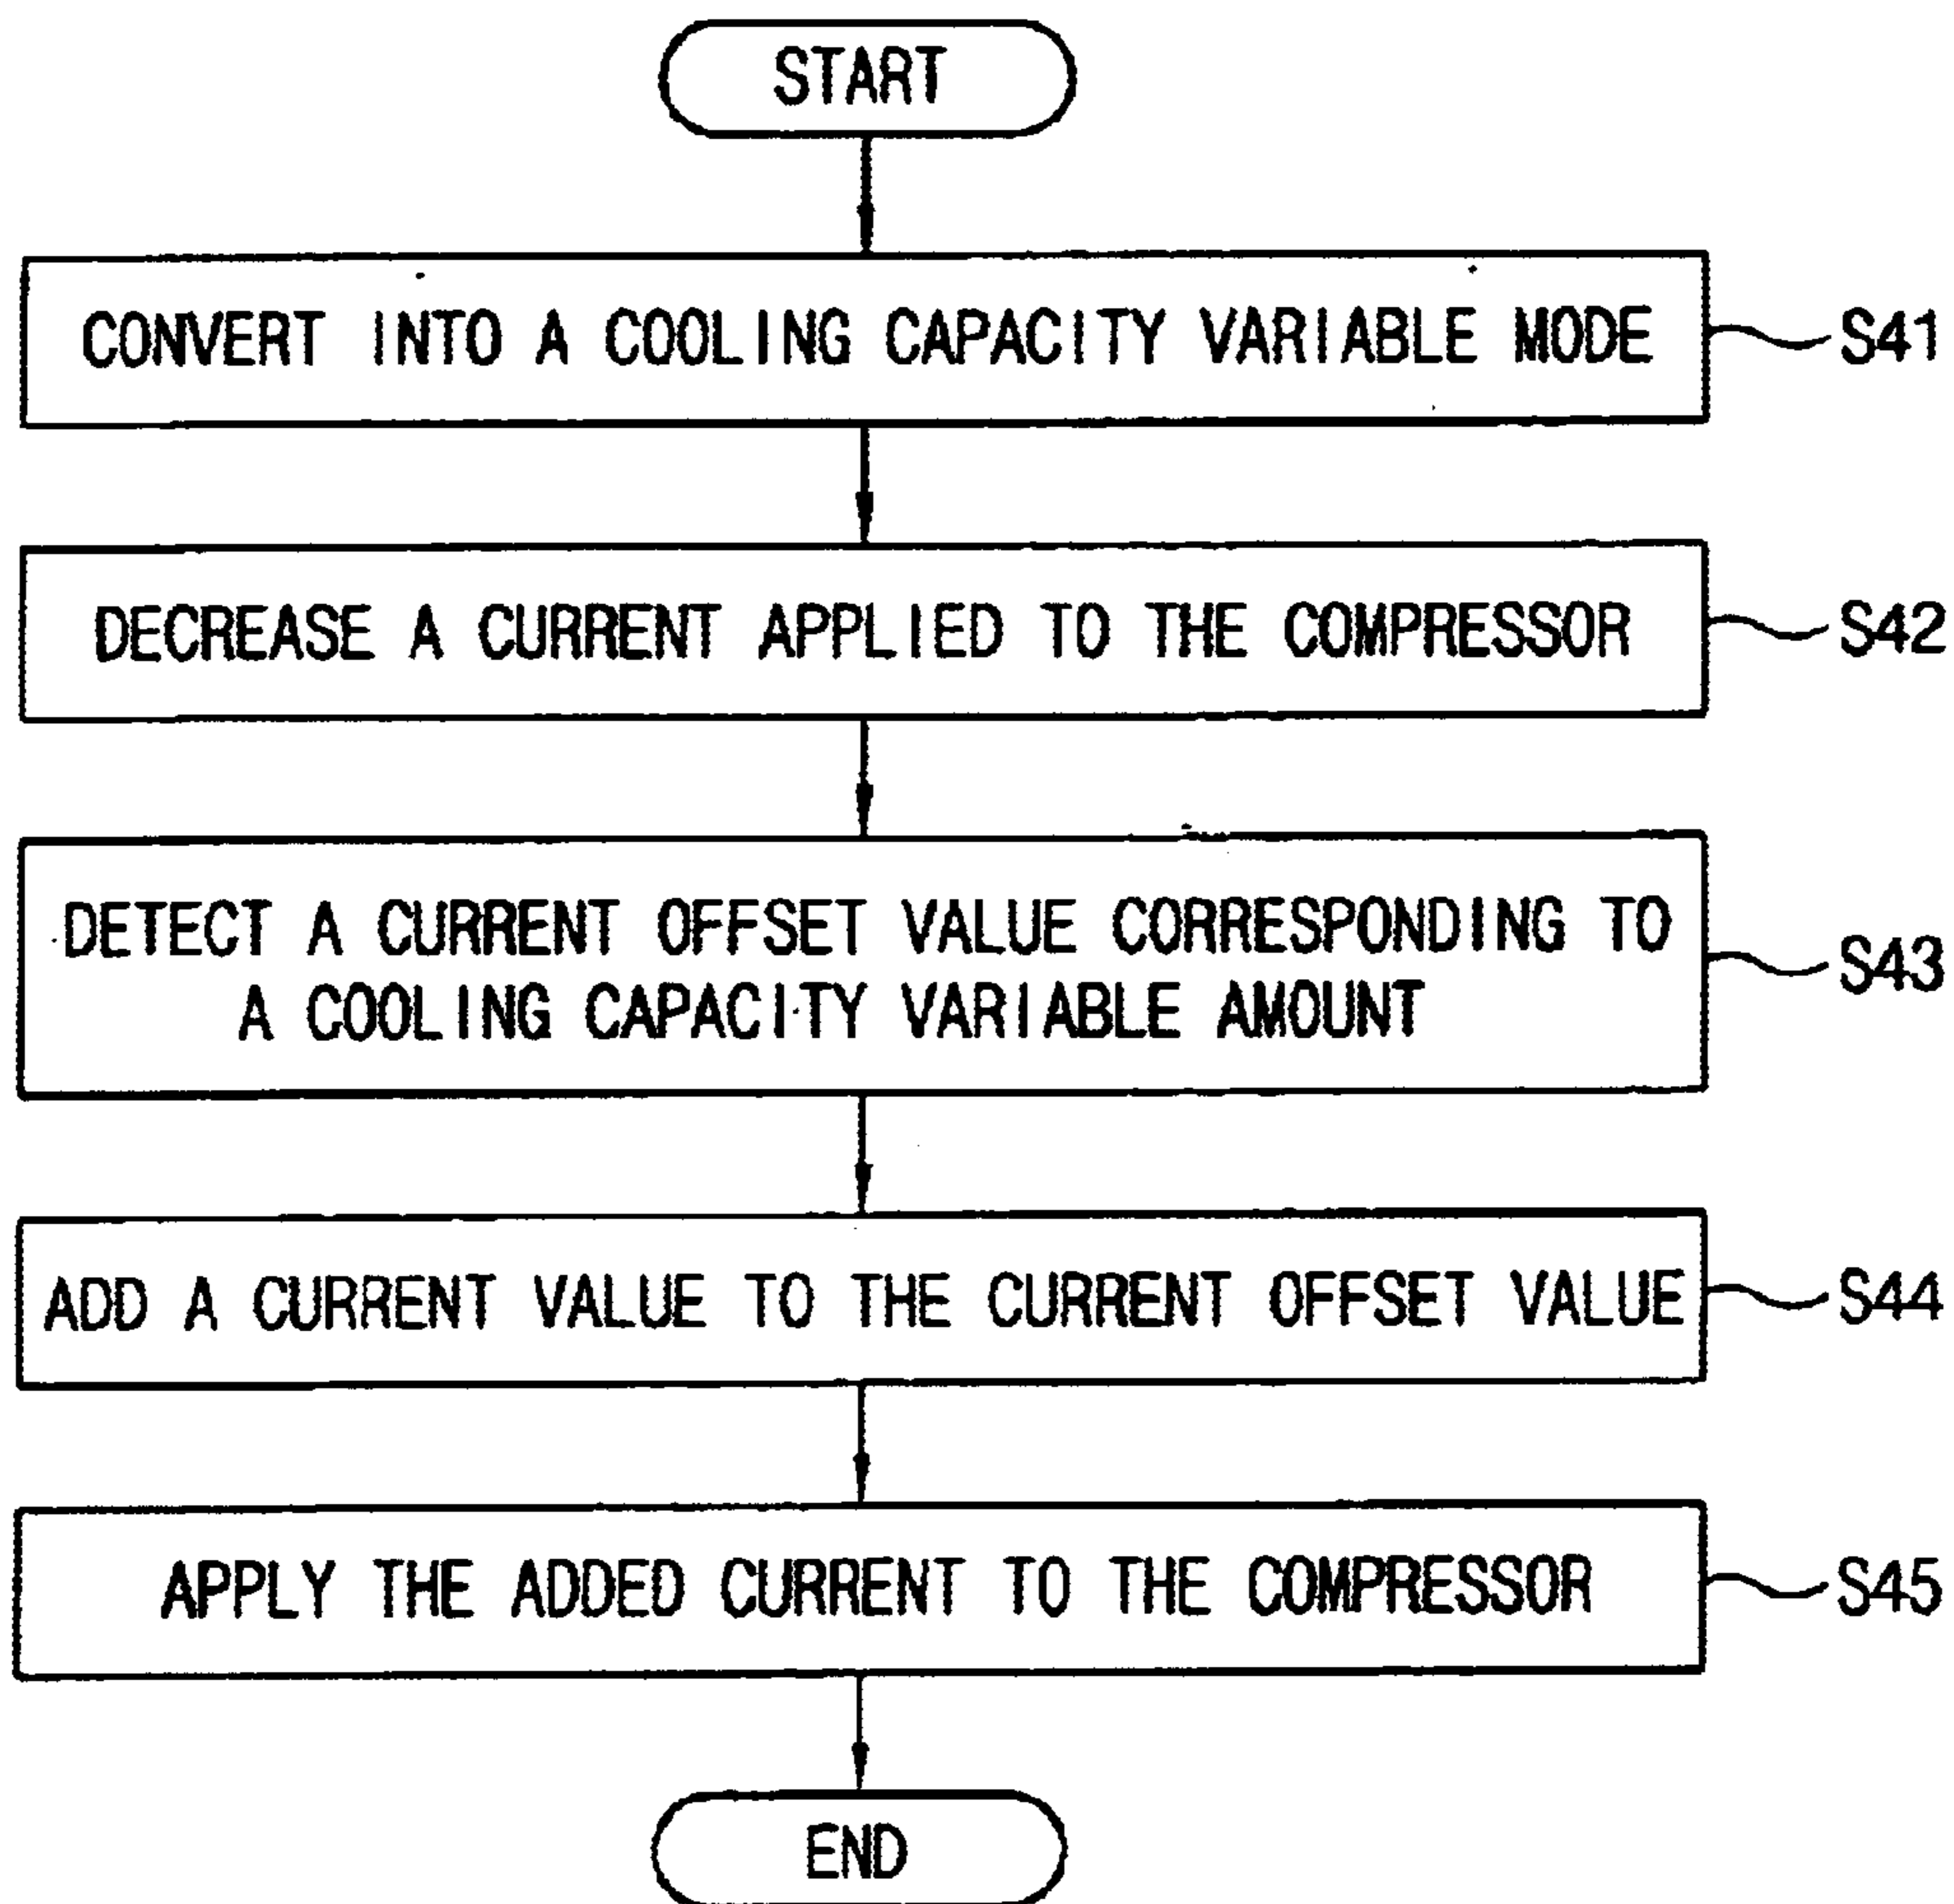 START
CONVERT INTO A COOLING CAPACITY VARIABLE MODE
S41
DECREASE A CURRENT APPLIED TO THE COMPRESSOR
S42
DETECT A CURRENT OFFSET VALUE CORRESPONDING TO
A COOLING CAPACITY VARIABLE AMOUNT
S43
ADD A CURRENT VALUE TO THE CURRENT OFFSET VALUE
S44
APPLY THE ADDED CURRENT TO THE COMPRESSOR
S45
END